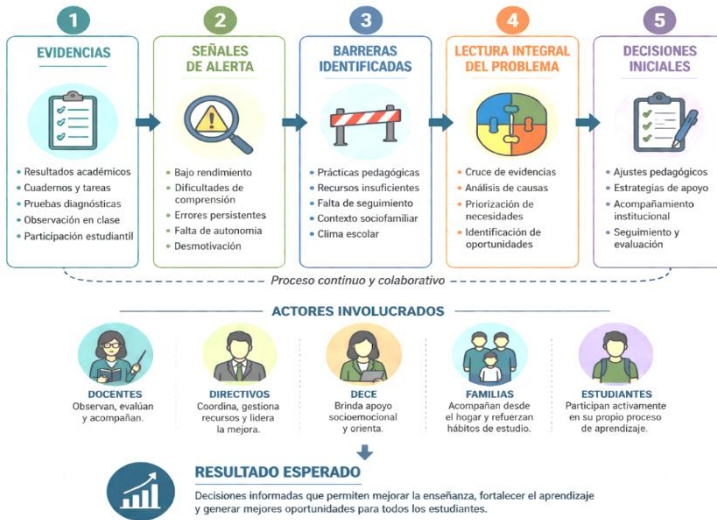 1
EVIDENCIAS
• Resultados académicos
• Cuadernos y tareas
• Pruebas diagnósticas
• Observación en clase
• Participación estudiantil
2
SEÑALES
DE ALERTA
• Bajo rendimiento
• Dificultades de
comprensión
• Errores persistentes
• Falta de autonomia
• Desmotivación
3
BARRERAS
IDENTIFICADAS
• Prácticas pedagógicas
• Recursos insuficientes
• Falta de seguimiento
• Contexto sociofamiliar
• Clima escolar
4
LECTURA INTEGRAL
DEL PROBLEMA
• Cruce de evidencias
• Análisis de causas
• Priorización de
necesidades
• Identificación de
oportunidades
5
DECISIONES
INICIALES
• Ajustes pedagógicos
• Estrategias de apoyo
• Acompañamiento
institucional
• Seguimiento y
evaluación
Proceso continuo y colaborativo
ACTORES INVOLUCRADOS
DOCENTES
Observan, evalúan
y acompañan.
DIRECTIVOS
Coordina, gestiona
recursos y lidera
la mejora.
DECE
Brinda apoyo
socioemocional
y orienta.
FAMILIAS
Acompañan desde
el hogar y refuerzan
hábitos de estudio.
ESTUDIANTES
Participan activamente
en su propio proceso
de aprendizaje.
RESULTADO ESPERADO
Decisiones informadas que permiten mejorar la enseñanza, fortalecer el aprendizaje
y generar mejores oportunidades para todos los estudiantes.